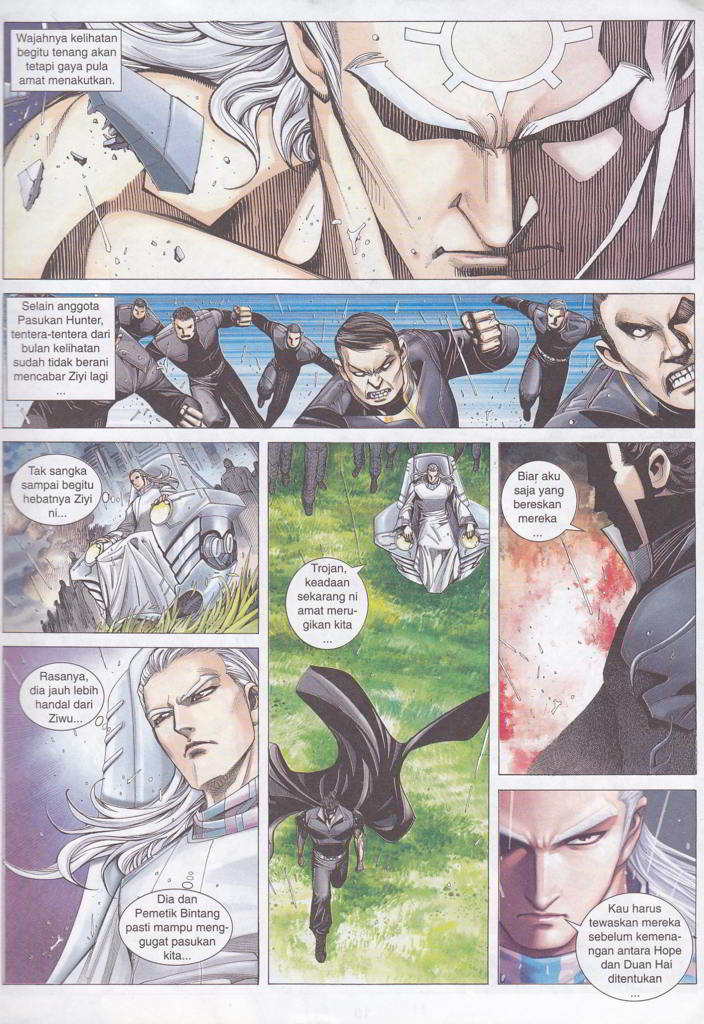 Wajahnya kelihatan
begitu tenang akan
tetapi gaya pula
amat menakutkan.
Selain anggota
Pasukan Hunter,
tentera-tentera dari
bulan kelihatan
sudah tidak berani
mencabar Ziyi lagi
...
Tak sangka
sampai begitu
hebatnya Ziyi
ni...
Rasanya,
dia jauh lebih
handal dari
Ziwu...
Dia dan
Pemetik Bintang
pasti mampu meng-
gugat pasukan
kita...
Trojan,
keadaan
sekarang ni
amat meru-
gikan kita
...
Biar aku
saja yang
bereskan
mereka
...
Kau harus
tewaskan mereka
sebelum kemena-
ngan antara Hope
dan Duan Hai
ditentukan
...